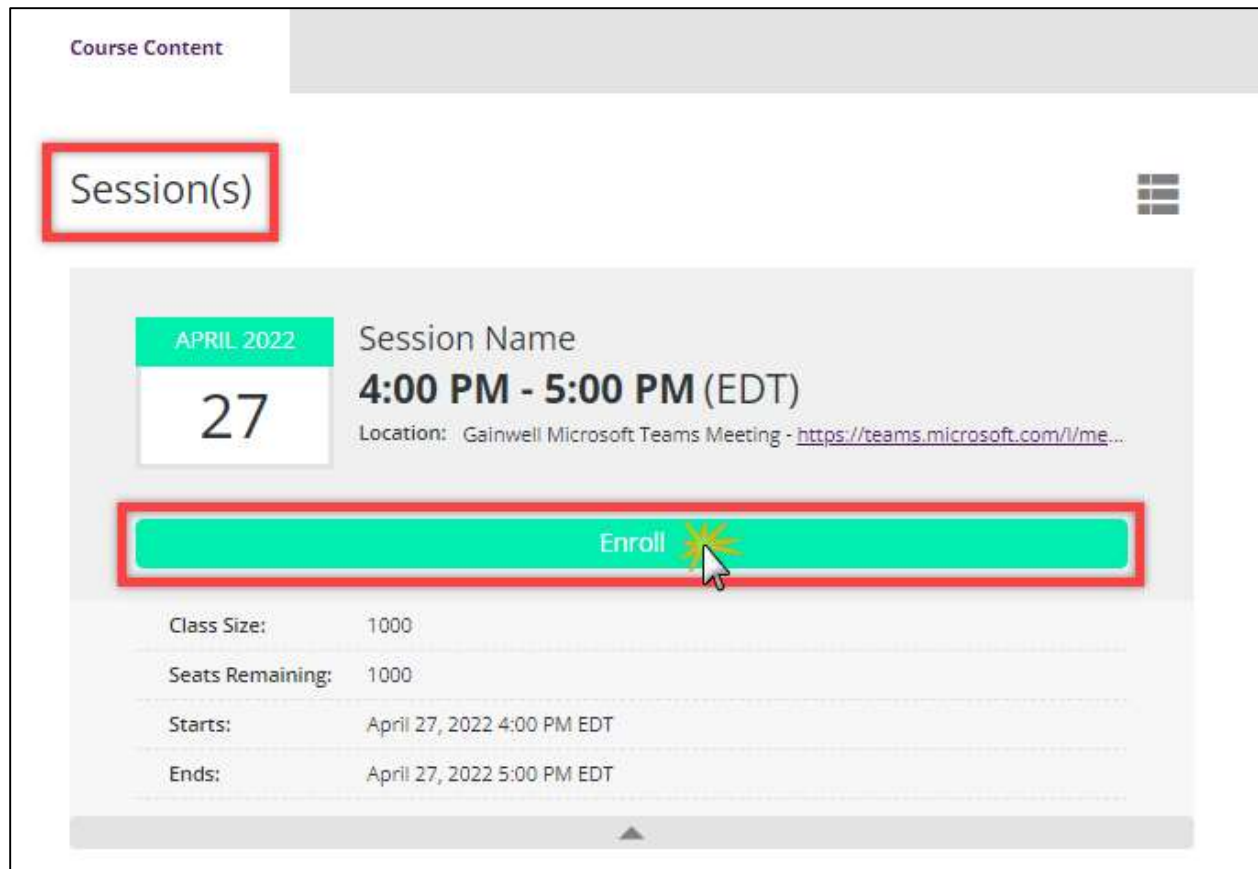 Course Content
Session(s)
APRIL 2022
27
Session Name
4:00 PM - 5:00 PM (EDT)
Location: Gainwell Microsoft Teams Meeting - https://teams.microsoft.com/l/me...
Enroll
Class Size: 1000
Seats Remaining: 1000
Starts: April 27, 2022 4:00 PM EDT
Ends: April 27, 2022 5:00 PM EDT